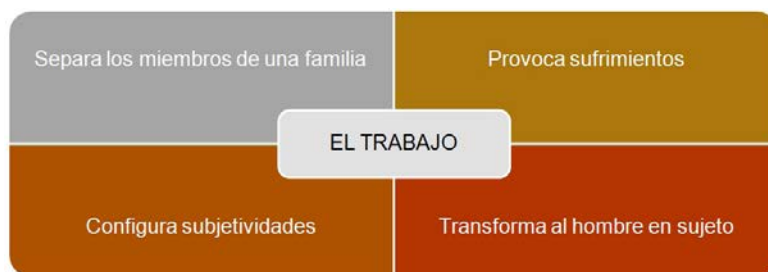 Separa los miembros de una familia
Provoca sufrimientos
EL TRABAJO
Configura subjetividades
Transforma al hombre en sujeto